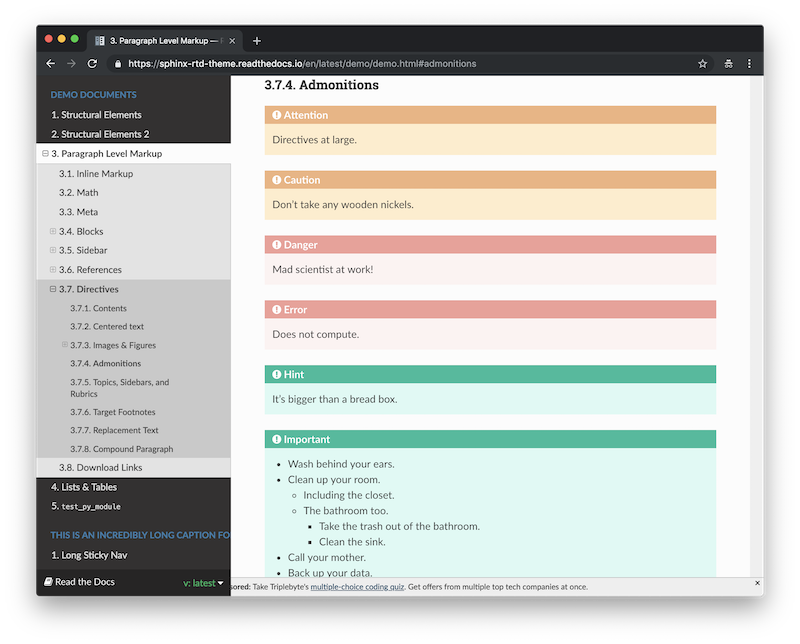 3. Paragraph Level Markup —
https://sphinx-rtd-theme.readthedocs.io/en/latest/demo/demo.html#admonitions
DEMO DOCUMENTS
1. Structural Elements
2. Structural Elements 2
3. Paragraph Level Markup
3.1. Inline Markup
3.2. Math
3.3. Meta
3.4. Blocks
3.5. Sidebar
3.6. References
3.7. Directives
3.7.1. Contents
3.7.2. Centered text
3.7.3. Images & Figures
3.7.4. Admonitions
3.7.5. Topics, Sidebars, and
Rubrics
3.7.6. Target Footnotes
3.7.7. Replacement Text
3.7.8. Compound Paragraph
3.8. Download Links
4. Lists & Tables
5. test_py_module
THIS IS AN INCREDIBLY LONG CAPTION FO
1. Long Sticky Nav
Read the Docs
v: latest
3.7.4. Admonitions
Attention
Directives at large.
Caution
Don't take any wooden nickels.
Danger
Mad scientist at work!
Error
Does not compute.
Hint
It's bigger than a bread box.
Important
• Wash behind your ears.
• Clean up your room.
◦ Including the closet.
◦ The bathroom too.
▪ Take the trash out of the bathroom.
▪ Clean the sink.
• Call your mother.
• Back up your data.
sored: Take Triplebyte's multiple-choice coding quiz. Get offers from multiple top tech companies at once.